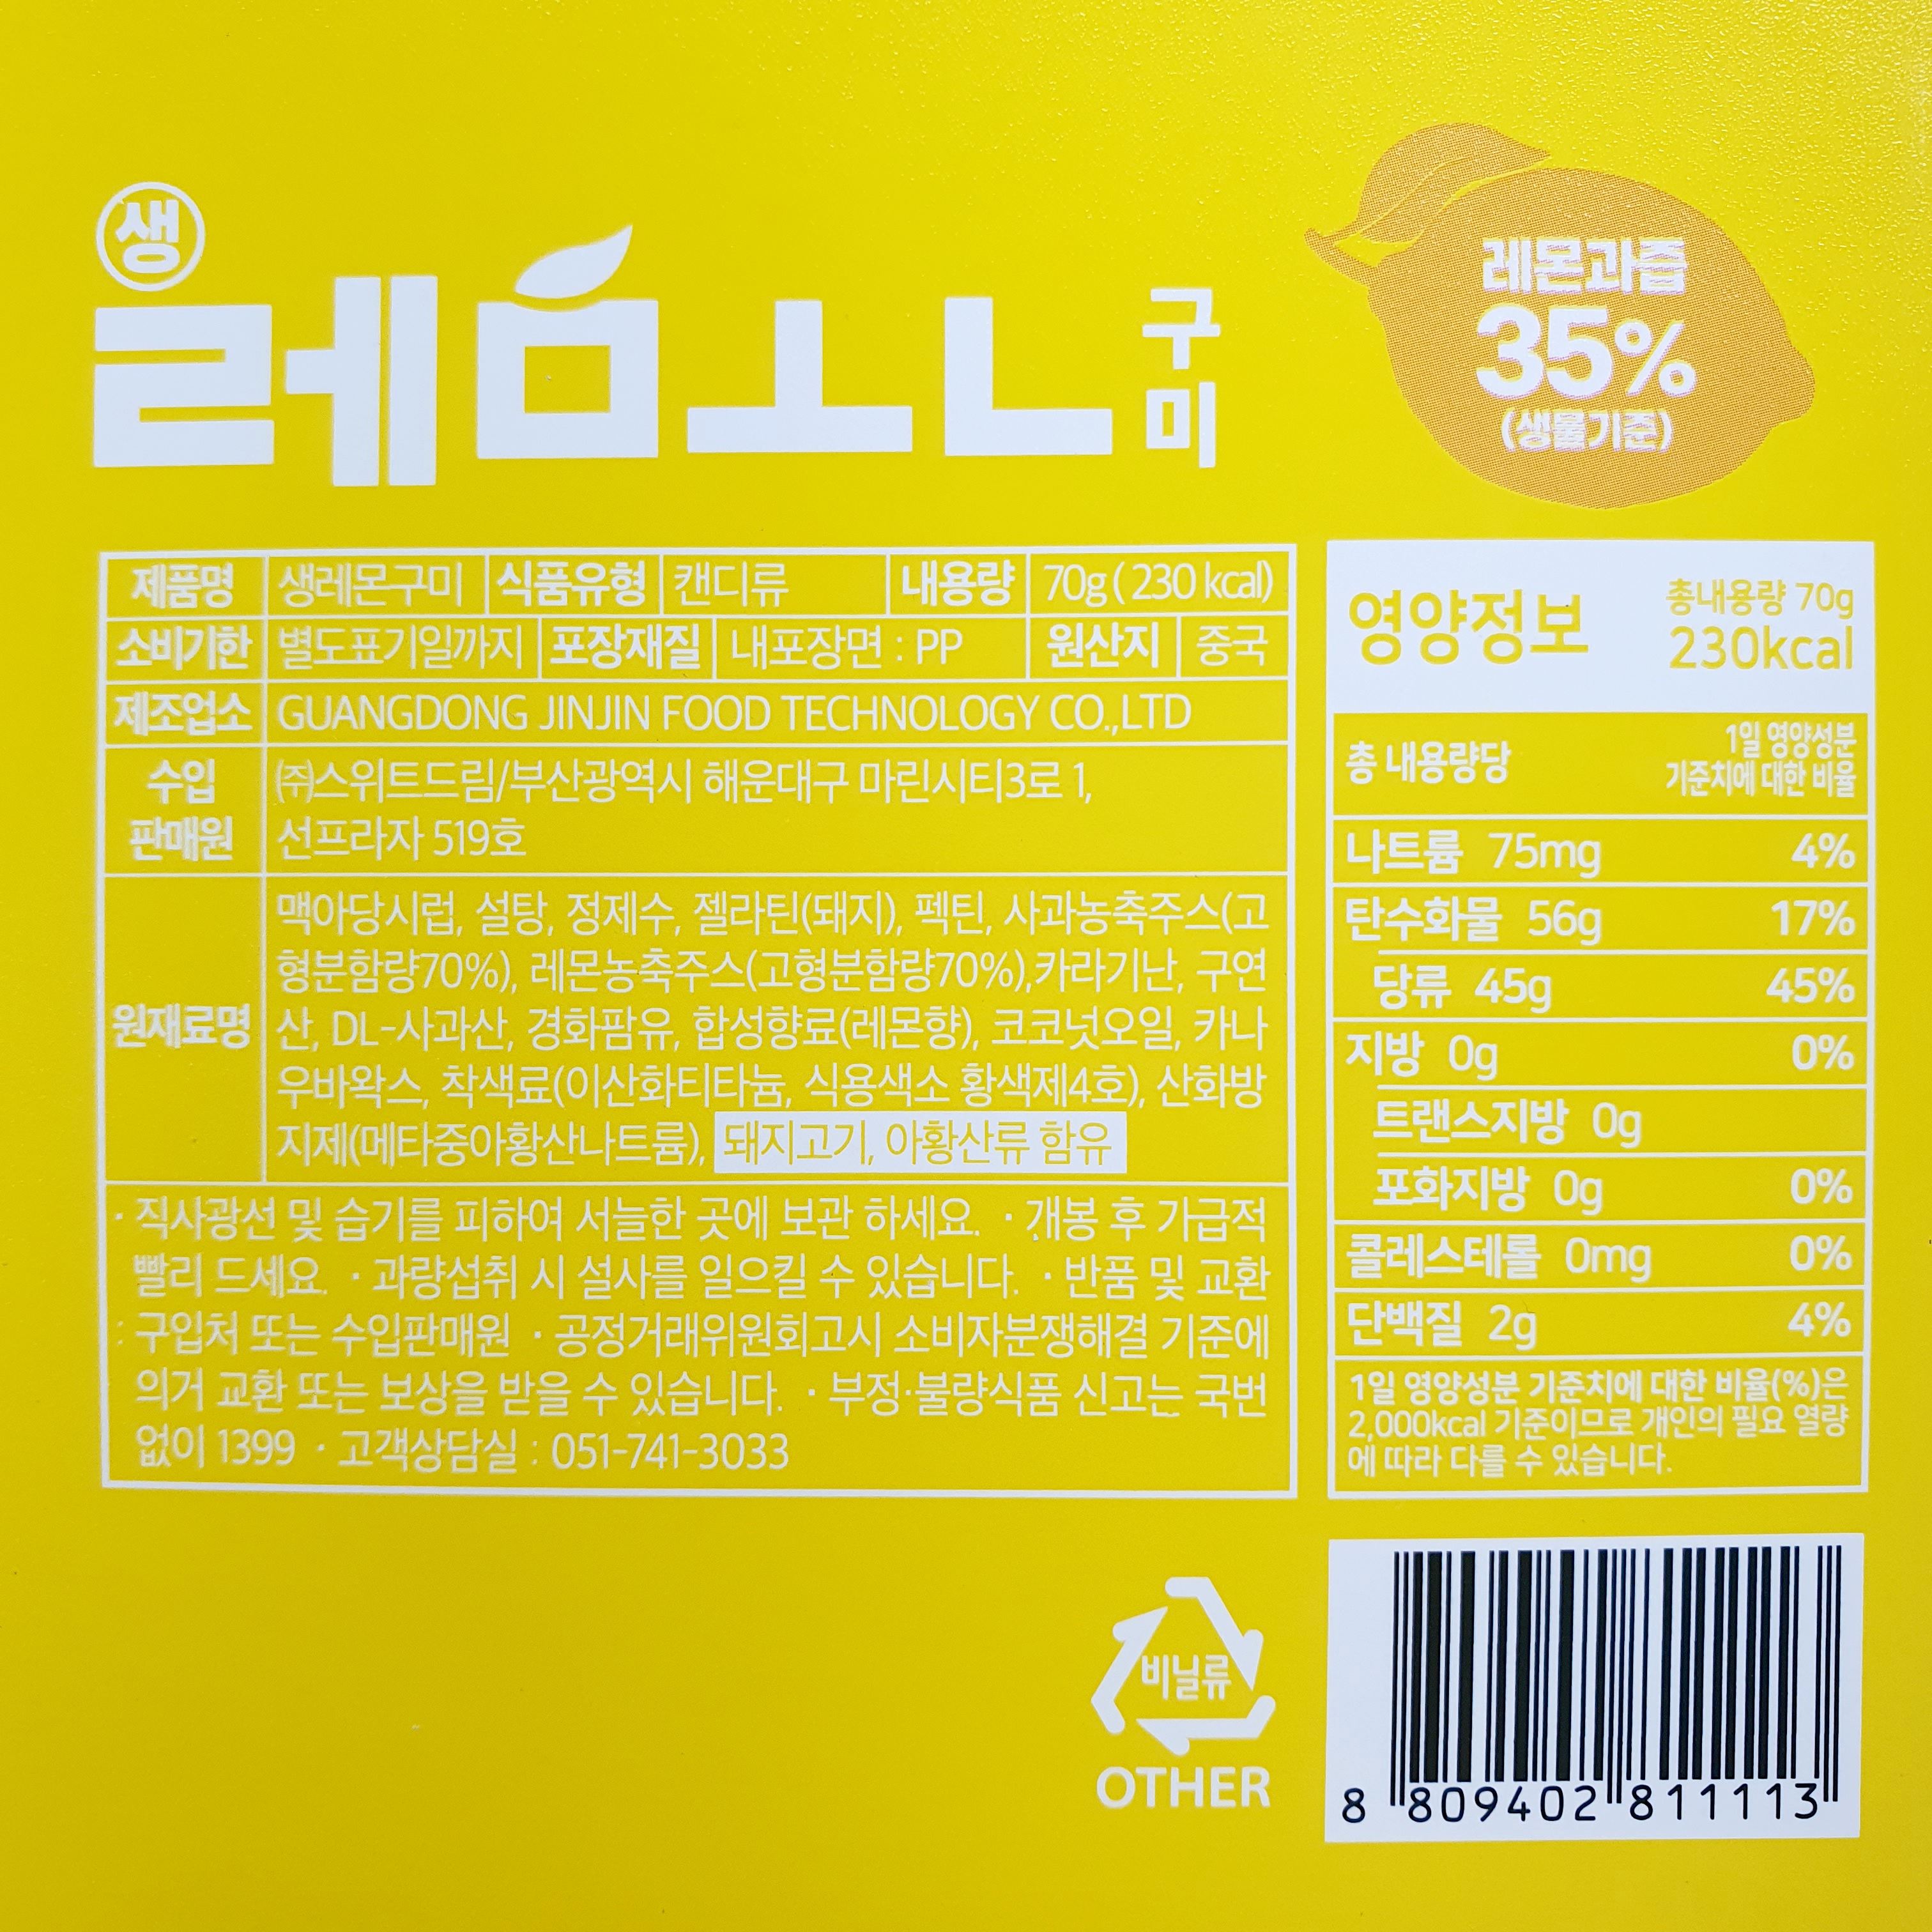 생
레몬
구미
레몬과즙
35%
(생물기준)
제품명 생레몬구미 식품유형 캔디류 내용량 70g ( 230 kcal)
소비기한 별도표기일까지 포장재질 내포장면 : PP 원산지 중국
제조업소 GUANGDONG JINJIN FOOD TECHNOLOGY CO.,LTD
수입 판매원 ㈜스위트드림/부산광역시 해운대구 마린시티3로 1,
선프라자 519호
원재료명 맥아당시럽, 설탕, 정제수, 젤라틴(돼지), 펙틴, 사과농축주스(고
형분함량70%), 레몬농축주스(고형분함량70%),카라기난, 구연
산, DL-사과산, 경화팜유, 합성향료(레몬향), 코코넛오일, 카나
우바왁스, 착색료(이산화티타늄, 식용색소 황색제4호), 산화방
지제(메타중아황산나트륨), 돼지고기, 아황산류 함유
· 직사광선 및 습기를 피하여 서늘한 곳에 보관 하세요. · 개봉 후 가급적
빨리 드세요. · 과량섭취 시 설사를 일으킬 수 있습니다. · 반품 및 교환
: 구입처 또는 수입판매원 · 공정거래위원회고시 소비자분쟁해결 기준에
의거 교환 또는 보상을 받을 수 있습니다. · 부정·불량식품 신고는 국번
없이 1399 · 고객상담실 : 051-741-3033
영양정보 총내용량 70g
230kcal
총 내용량당 1일 영양성분
기준치에 대한 비율
나트륨 75mg 4%
탄수화물 56g 17%
당류 45g 45%
지방 0g 0%
트랜스지방 0g
포화지방 0g 0%
콜레스테롤 0mg 0%
단백질 2g 4%
1일 영양성분 기준치에 대한 비율(%)은
2,000kcal 기준이므로 개인의 필요 열량
에 따라 다를 수 있습니다.
비닐류
OTHER
8 809402 811113